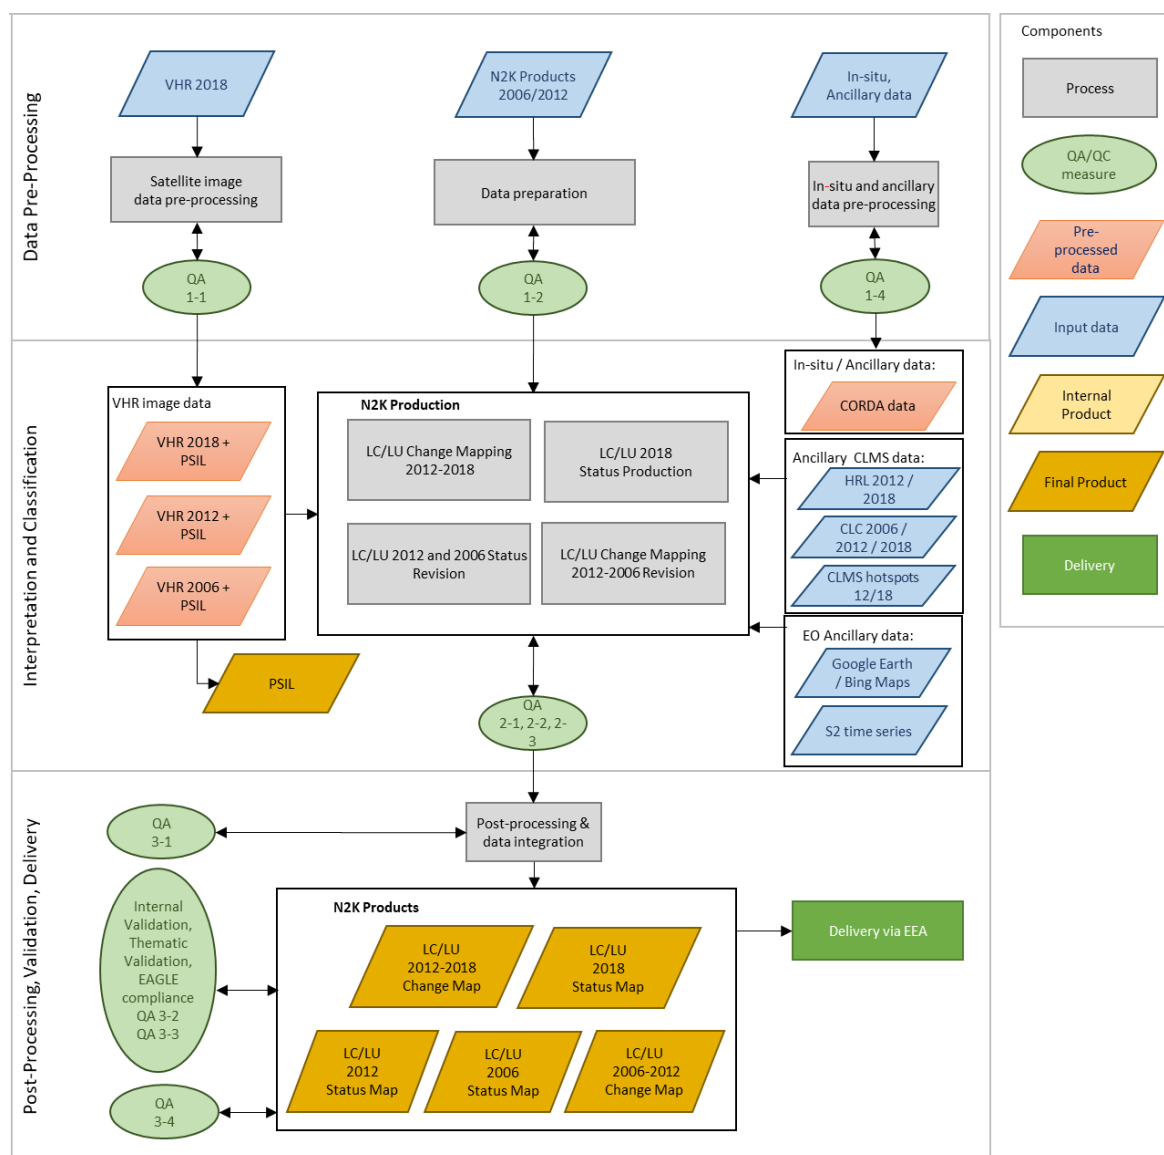 Data Pre-Processing
VHR 2018
N2K Products
2006/2012
In-situ,
Ancillary data
Satellite image
data pre-processing
Data preparation
In-situ and ancillary
data pre-processing
QA
1-1
QA
1-2
QA
1-4
Interpretation and Classification
VHR image data
VHR 2018 +
PSIL
VHR 2012 +
PSIL
VHR 2006 +
PSIL
PSIL
N2K Production
LC/LU Change Mapping
2012-2018
LC/LU 2018
Status Production
LC/LU 2012 and 2006 Status
Revision
LC/LU Change Mapping
2012-2006 Revision
In-situ / Ancillary data:
CORDA data
Ancillary CLMS data:
HRL 2012 /
2018
CLC 2006 /
2012 / 2018
CLMS hotspots
12/18
EO Ancillary data:
Google Earth
/ Bing Maps
S2 time series
QA
2-1, 2-2, 2-
3
Post-Processing, Validation, Delivery
QA
3-1
Post-processing &
data integration
Internal
Validation,
Thematic
Validation,
EAGLE
compliance
QA 3-2
QA 3-3
QA
3-4
N2K Products
LC/LU
2012-2018
Change Map
LC/LU
2018
Status Map
LC/LU
2012
Status Map
LC/LU
2006
Status Map
LC/LU
2006-2012
Change Map
Delivery via EEA
Components
Process
QA/QC
measure
Pre-
processed
data
Input data
Internal
Product
Final Product
Delivery